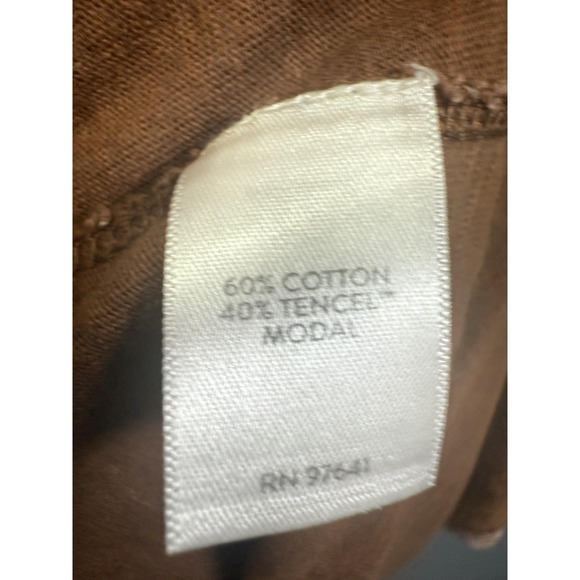 60% COTTON
40% TENCEL™
MODAL
RN 97641